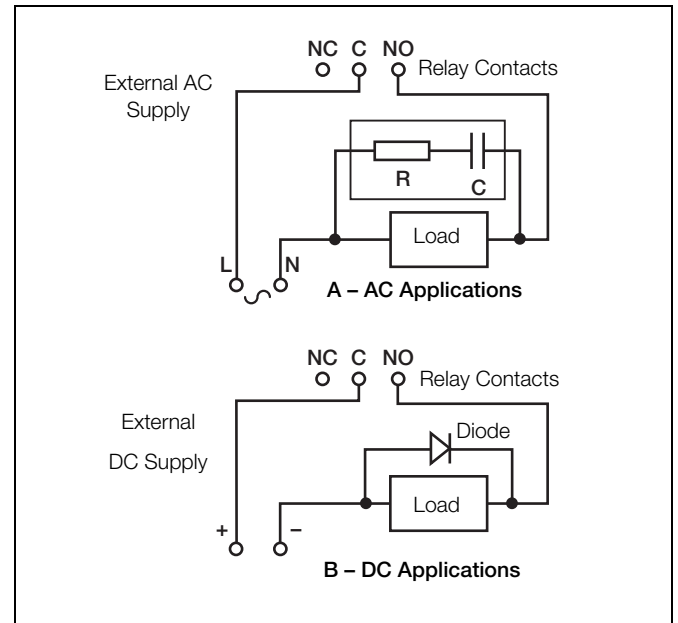 NC C NO
Relay Contacts
External AC
Supply
R
C
Load
L
N
A – AC Applications
NC C NO
Relay Contacts
External
DC Supply
Diode
Load
+
–
B – DC Applications